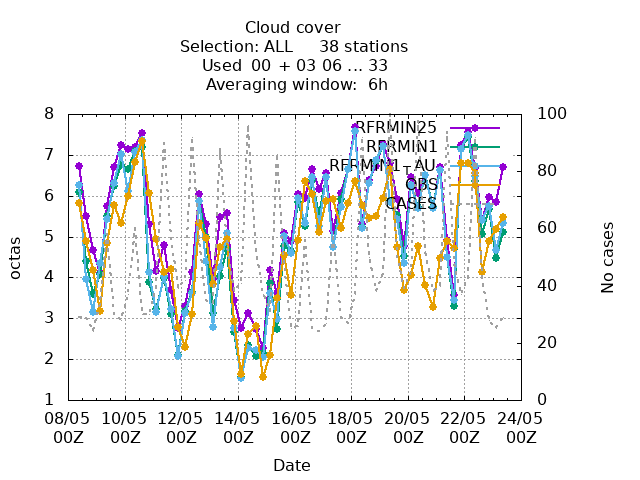 Cloud cover
Selection: ALL 38 stations
Used 00 + 03 06 ... 33
Averaging window: 6h
8
7
6
5
4
3
2
1
octas
100
80
60
40
20
0
No cases
RFRMIN25
RFRMIN1
RFRMIN1-AU
OBS
CASES
08/05 10/05 12/05 14/05 16/05 18/05 20/05 22/05 24/05
00Z 00Z 00Z 00Z 00Z 00Z 00Z 00Z 00Z
Date